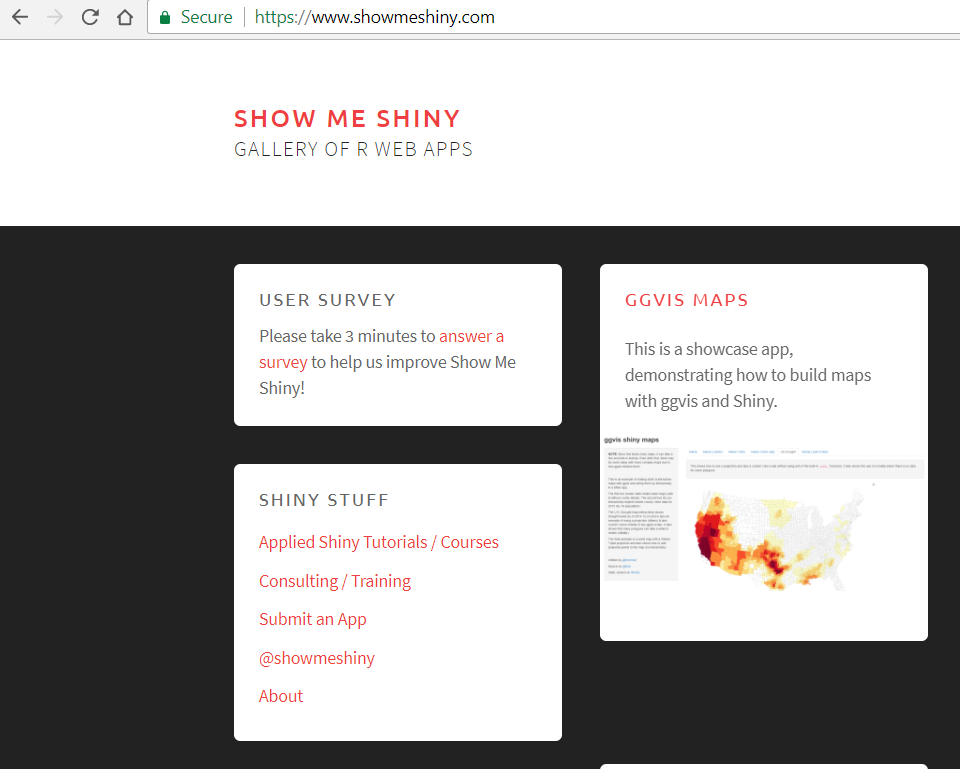 Secure https://www.showmeshiny.com
SHOW ME SHINY
GALLERY OF R WEB APPS
USER SURVEY
Please take 3 minutes to answer a
survey to help us improve Show Me
Shiny!
SHINY STUFF
Applied Shiny Tutorials / Courses
Consulting / Training
Submit an App
@showmeshiny
About
GGVIS MAPS
This is a showcase app,
demonstrating how to build maps
with ggvis and Shiny.
ggvis shiny maps